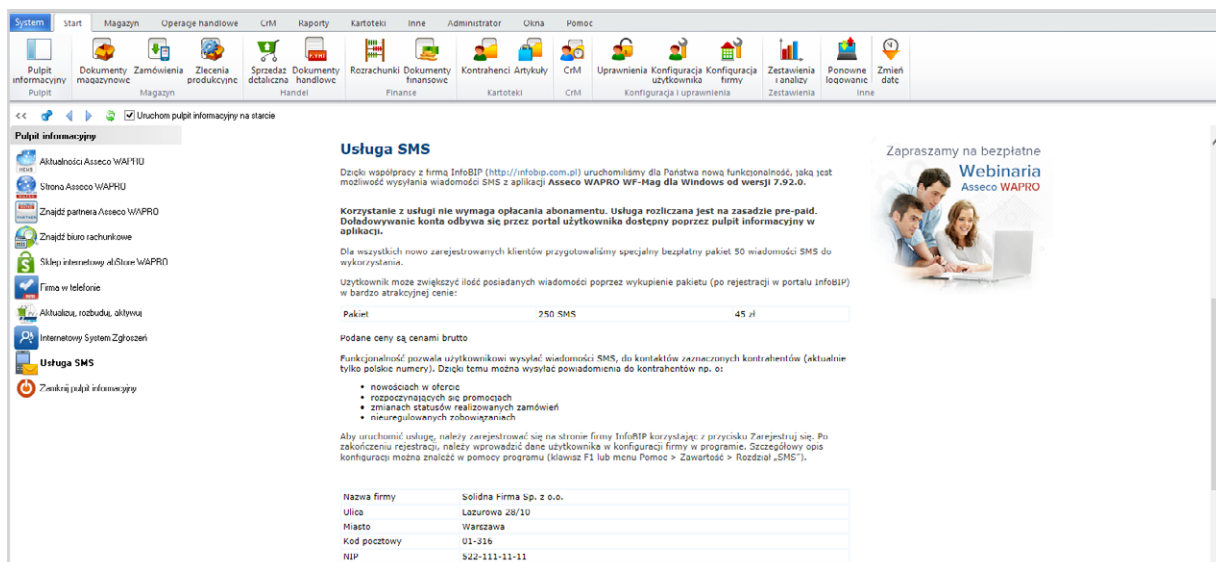 System Start Magazyn Operacje handlowe CrM Raporty Kartoteki Inne Administrator Okna Pomoc
Pulpit informacyjny
Dokumenty magazynowe
Zamówienia
Zlecenia produkcyjne
Sprzedaż detaliczna
Dokumenty handlowe
Rozrachunki
Dokumenty finansowe
Kontrahenci
Artykuły
CrM
Uprawnienia
Konfiguracja użytkownika
Konfiguracja firmy
Zestawienia i analizy
Ponowne logowanie
Zmień datę
Pulpit Magazyn Handel Finanse Kartoteki CrM Konfiguracja i uprawnienia Zestawienia Inne
<< Uruchom pulpit informacyjny na starcie
Pulpit informacyjny
Aktualności Asseco WAPRO
Strona Asseco WAPRO
Znajdź partnera Asseco WAPRO
Znajdź biuro rachunkowe
Sklep internetowy abStore WAPRO
Firma w telefonie
Aktualizuj, rozbuduj, aktywuj
Internetowy System Zgłoszeń
Usługa SMS
Zamknij pulpit informacyjny
Usługa SMS
Dzięki współpracy z firmą InfoBIP (http://infobip.com.pl) uruchomiliśmy dla Państwa nową funkcjonalność, jaką jest
możliwość wysyłania wiadomości SMS z aplikacji Asseco WAPRO WF-Mag dla Windows od wersji 7.92.0.
Korzystanie z usługi nie wymaga opłacania abonamentu. Usługa rozliczana jest na zasadzie pre-paid.
Doładowywanie konta odbywa się przez portal użytkownika dostępny poprzez pulpit informacyjny w
aplikacji.
Dla wszystkich nowo zarejestrowanych klientów przygotowaliśmy specjalny bezpłatny pakiet 50 wiadomości SMS do
wykorzystania.
Użytkownik może zwiększyć ilość posiadanych wiadomości poprzez wykupienie pakietu (po rejestracji w portalu InfoBIP)
w bardzo atrakcyjnej cenie:
Pakiet 250 SMS 45 zł
Podane ceny są cenami brutto
Funkcjonalność pozwala użytkownikowi wysyłać wiadomości SMS, do kontaktów zaznaczonych kontrahentów (aktualnie
tylko polskie numery). Dzięki temu można wysyłać powiadomienia do kontrahentów np. o:
• nowościach w ofercie
• rozpoczynających się promocjach
• zmianach statusów realizowanych zamówień
• nieuregulowanych zobowiązaniach
Aby uruchomić usługę, należy zarejestrować się na stronie firmy InfoBIP korzystając z przycisku Zarejestruj się. Po
zakończeniu rejestracji, należy wprowadzić dane użytkownika w konfiguracji firmy w programie. Szczegółowy opis
konfiguracji można znaleźć w pomocy programu (klawisz F1 lub menu Pomoc > Zawartość > Rozdział „SMS").
Nazwa firmy Solidna Firma Sp. z o.o.
Ulica Lazurowa 28/10
Miasto Warszawa
Kod pocztowy 01-316
NIP 522-111-11-11
Zapraszamy na bezpłatne
Webinaria
Asseco WAPRO